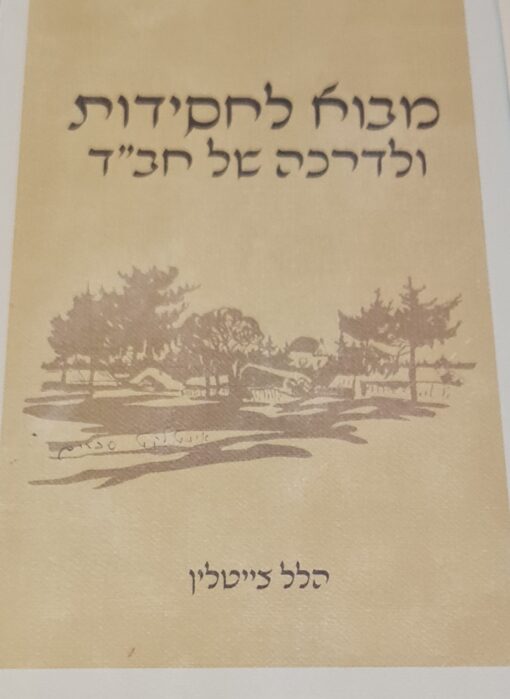 מבוא לחסידות
ולדרכה של חב"ד
הלל צייטלין